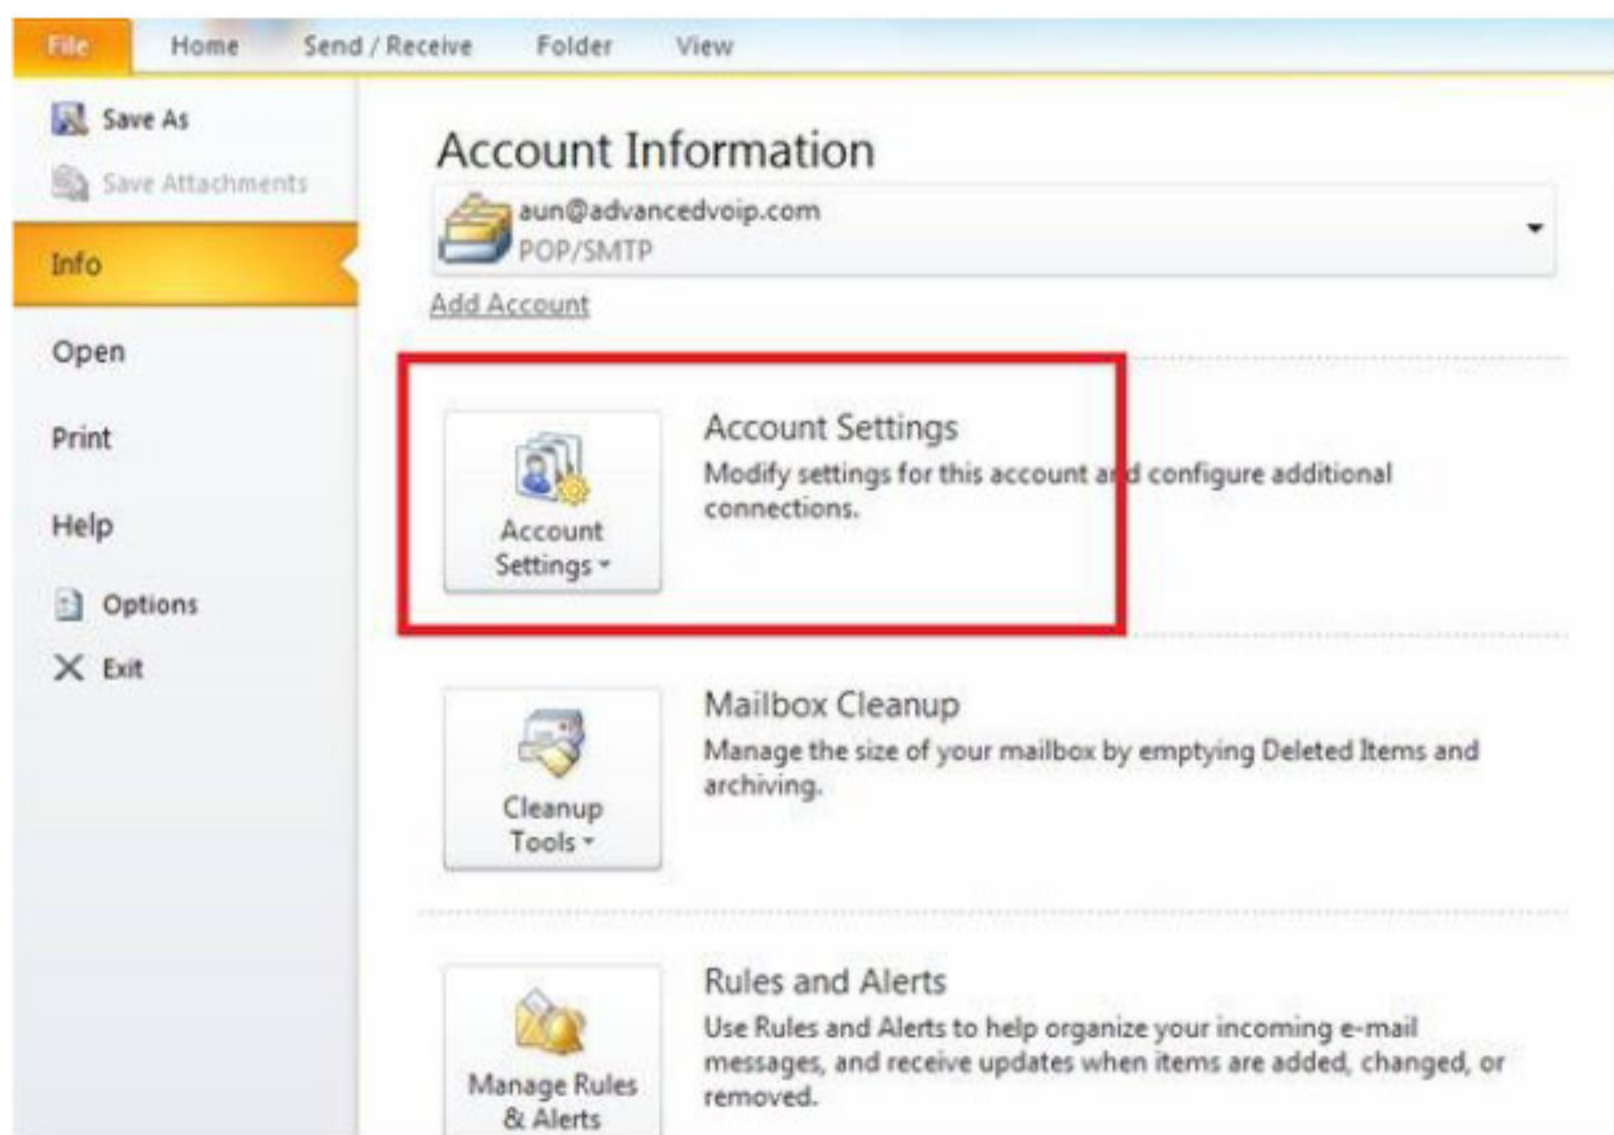 File Home Send / Receive Folder View
Save As
Save Attachments
Info
Open
Print
Help
Options
Exit
Account Information
aun@advancedvoip.com
POP/SMTP
Add Account
Account
Settings
Account Settings
Modify settings for this account and configure additional
connections.
Cleanup
Tools
Mailbox Cleanup
Manage the size of your mailbox by emptying Deleted Items and
archiving.
Manage Rules
& Alerts
Rules and Alerts
Use Rules and Alerts to help organize your incoming e-mail
messages, and receive updates when items are added, changed, or
removed.